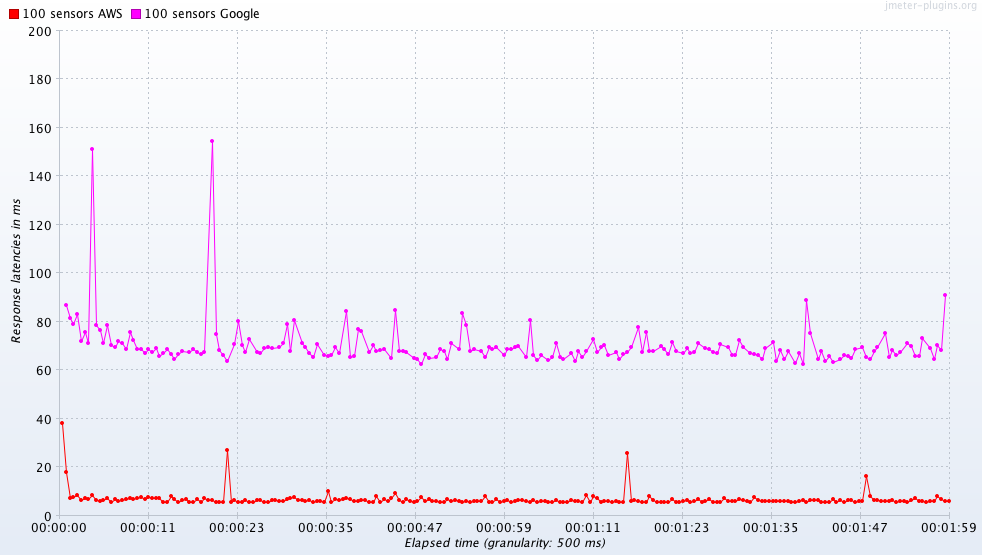 100 sensors AWS 100 sensors Google
jmeter-plugins.org
200
180
160
140
120
100
80
60
40
20
0
Response latencies in ms
00:00:00 00:00:11 00:00:23 00:00:35 00:00:47 00:00:59 00:01:11 00:01:23 00:01:35 00:01:47 00:01:59
Elapsed time (granularity: 500 ms)